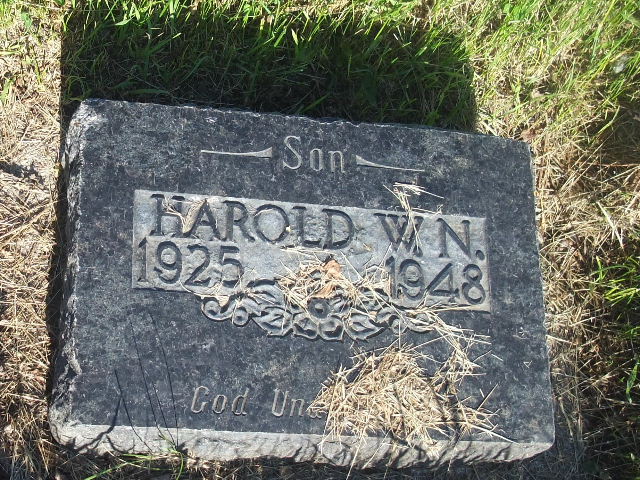 Son
HAROLD W. N.
1925 1948
God